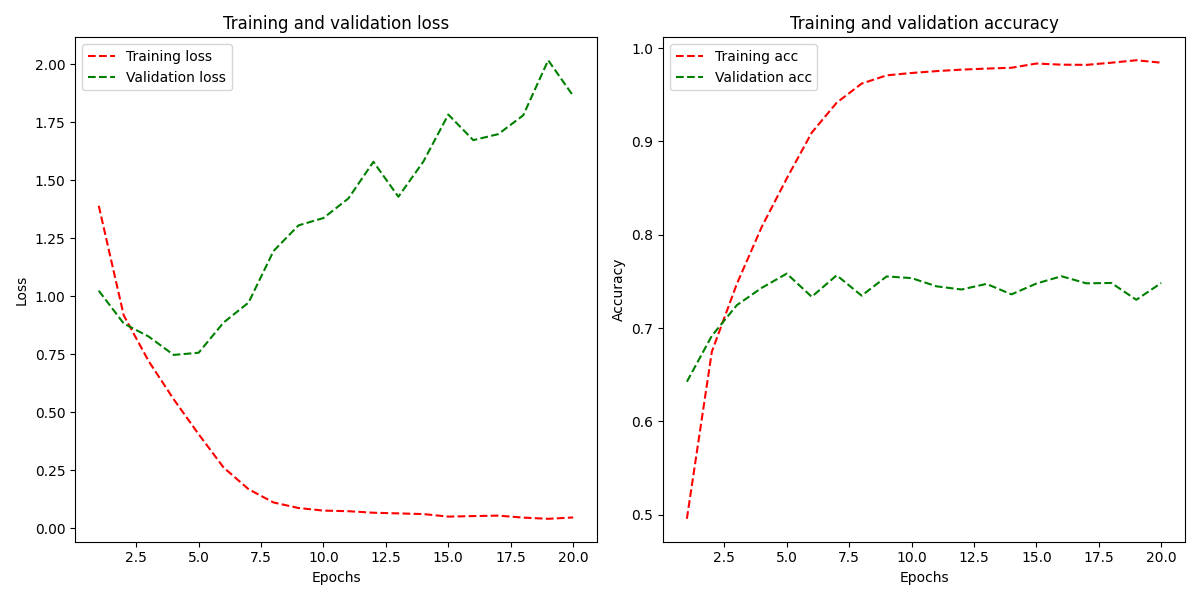 Training and validation loss
Training loss
Validation loss
2.00
1.75
1.50
1.25
1.00
0.75
0.50
0.25
0.00
Loss
2.5 5.0 7.5 10.0 12.5 15.0 17.5 20.0
Epochs
Training and validation accuracy
Training acc
Validation acc
1.0
0.9
0.8
0.7
0.6
0.5
Accuracy
2.5 5.0 7.5 10.0 12.5 15.0 17.5 20.0
Epochs